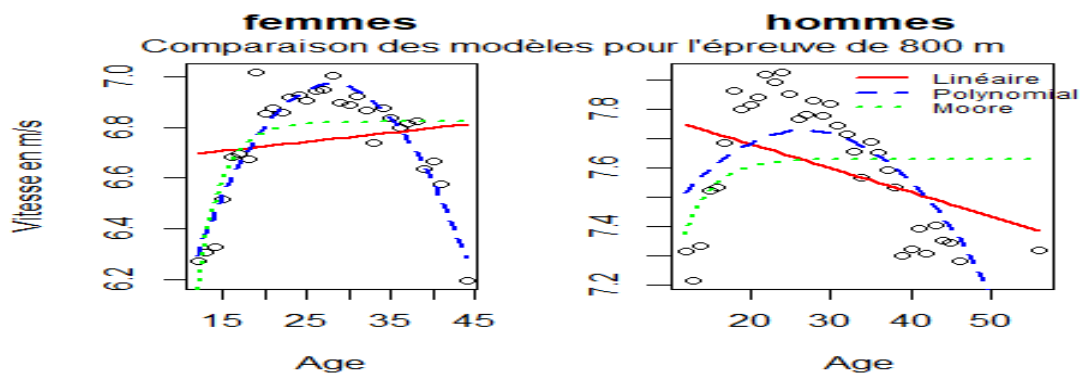 femmes
hommes
Comparaison des modèles pour l'épreuve de 800 m
Vitesse en m/s
7.0
6.8
6.6
6.4
6.2
15
25
35
45
Age
7.8
7.6
7.4
7.2
20
30
40
50
Age
Linéaire
Polynomial
Moore